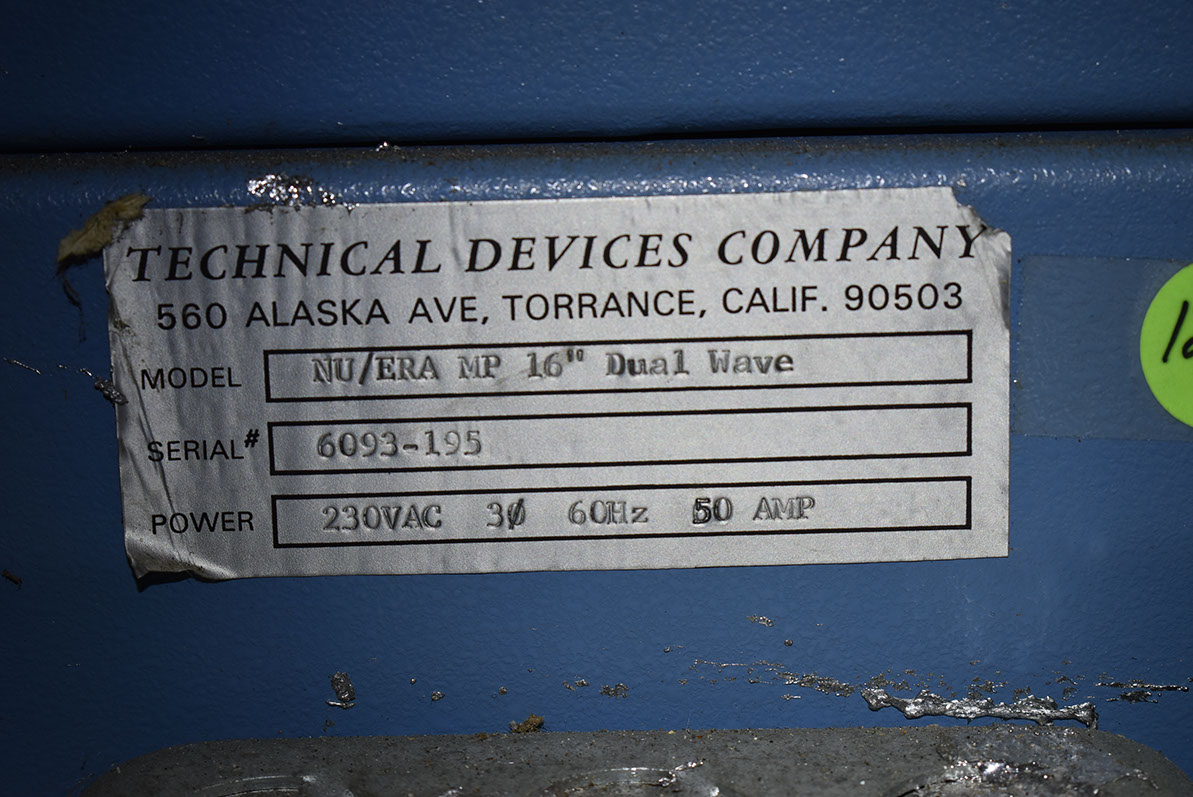 TECHNICAL DEVICES COMPANY
560 ALASKA AVE, TORRANCE, CALIF. 90503
MODEL NU/ERA MP 16" Dual Wave
SERIAL# 6093-195
POWER 230VAC 3Ø 60Hz 50 AMP